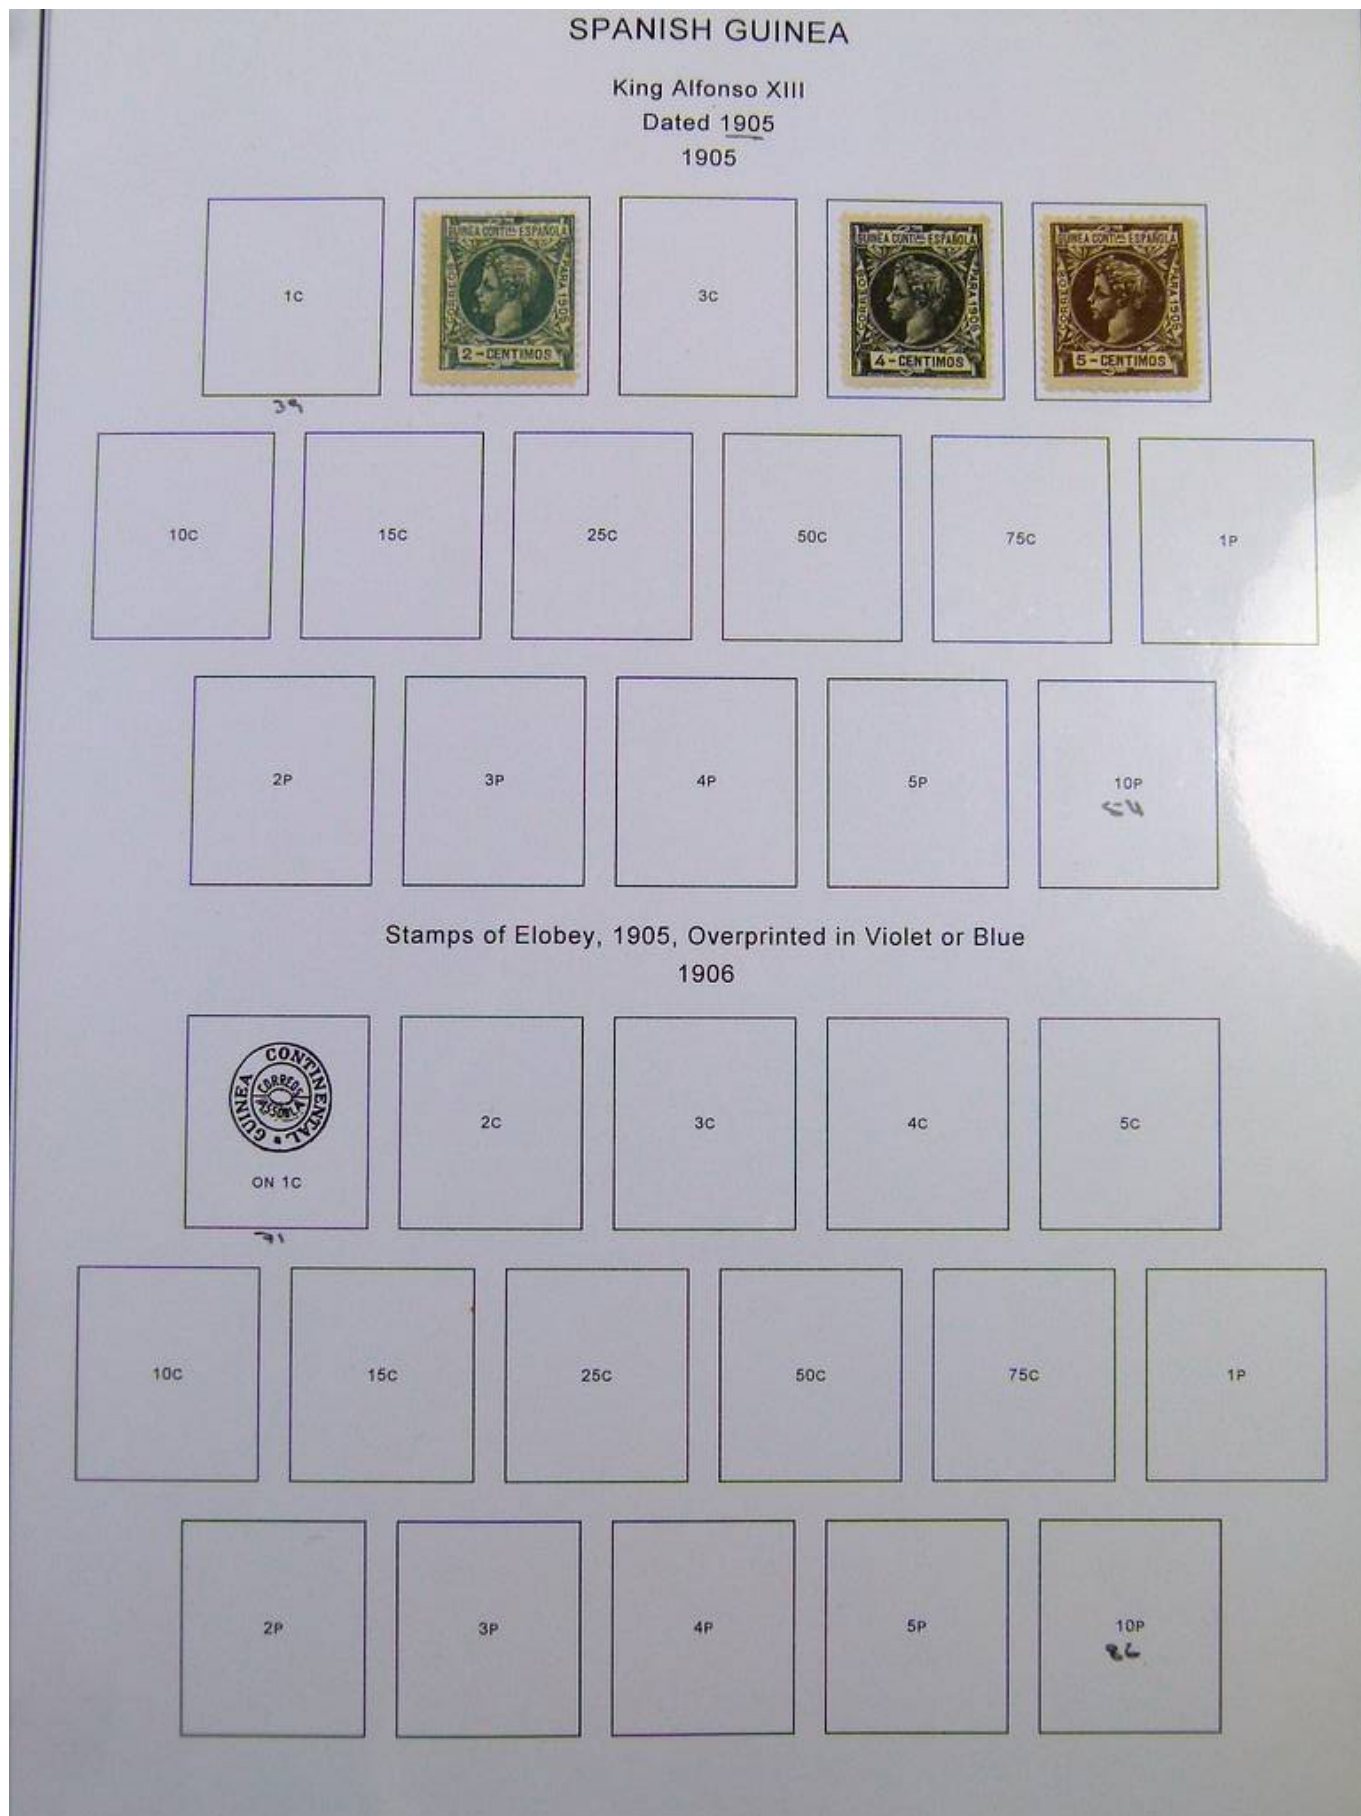 SPANISH GUINEA
King Alfonso XIII
Dated 1905
1905
1C
GUINEA CONTIAL ESPAÑOLA
CORREOS
PARA 1905
2-CENTIMOS
3C
GUINEA CONTIAL ESPAÑOLA
CORREOS
PARA 1905
4-CENTIMOS
GUINEA CONTIAL ESPAÑOLA
CORREOS
PARA 1905
5-CENTIMOS
39
10C 15C 25C 50C 75C 1P
2P 3P 4P 5P 10P
54
Stamps of Elobey, 1905, Overprinted in Violet or Blue
1906
GUINEA CONTINENTAL
CORREOS
ASSOBLA
ON 1C
2C 3C 4C 5C
71
10C 15C 25C 50C 75C 1P
2P 3P 4P 5P 10P
86